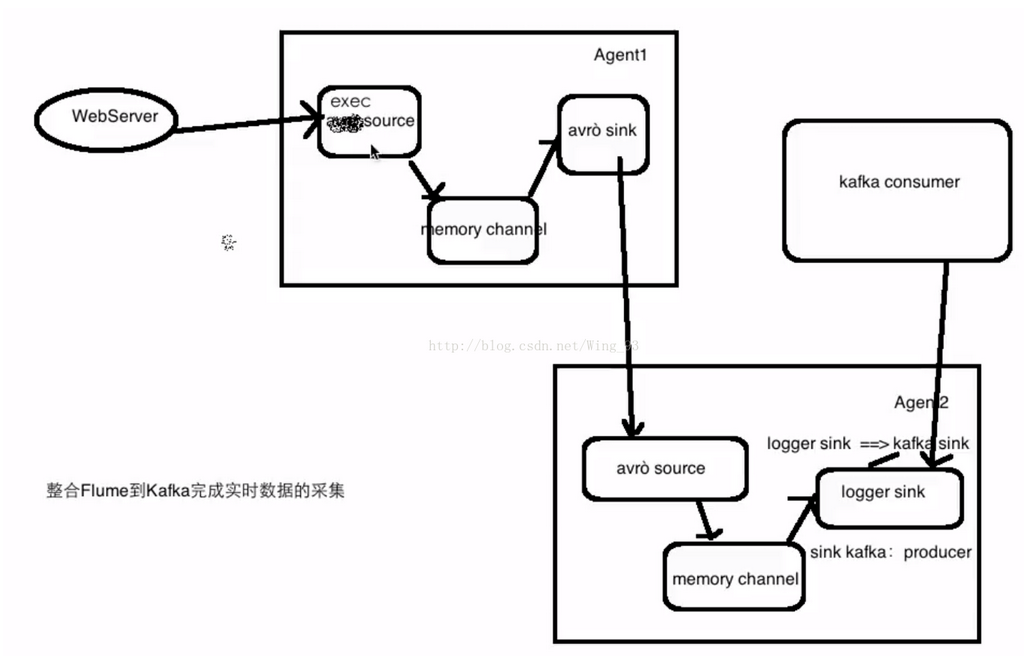 Agent1
WebServer
exec
source
avrò sink
memory channel
kafka consumer
http://blog.csdn.net/Wing_93
Agent2
logger sink ==> kafka sink
avrò source
logger sink
整合Flume到Kafka完成实时数据的采集
sink kafka： producer
memory channel